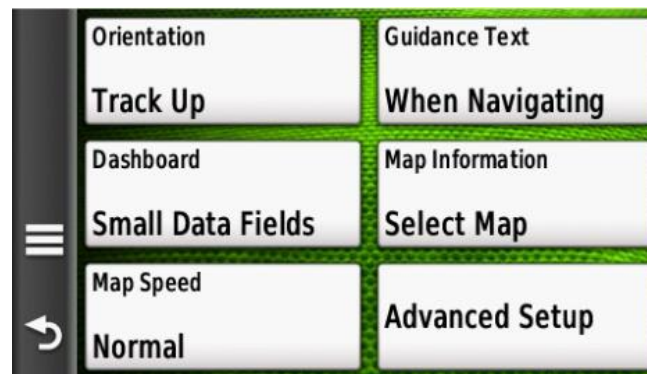 Orientation
Track Up
Guidance Text
When Navigating
Dashboard
Small Data Fields
Map Information
Select Map
Map Speed
Normal
Advanced Setup